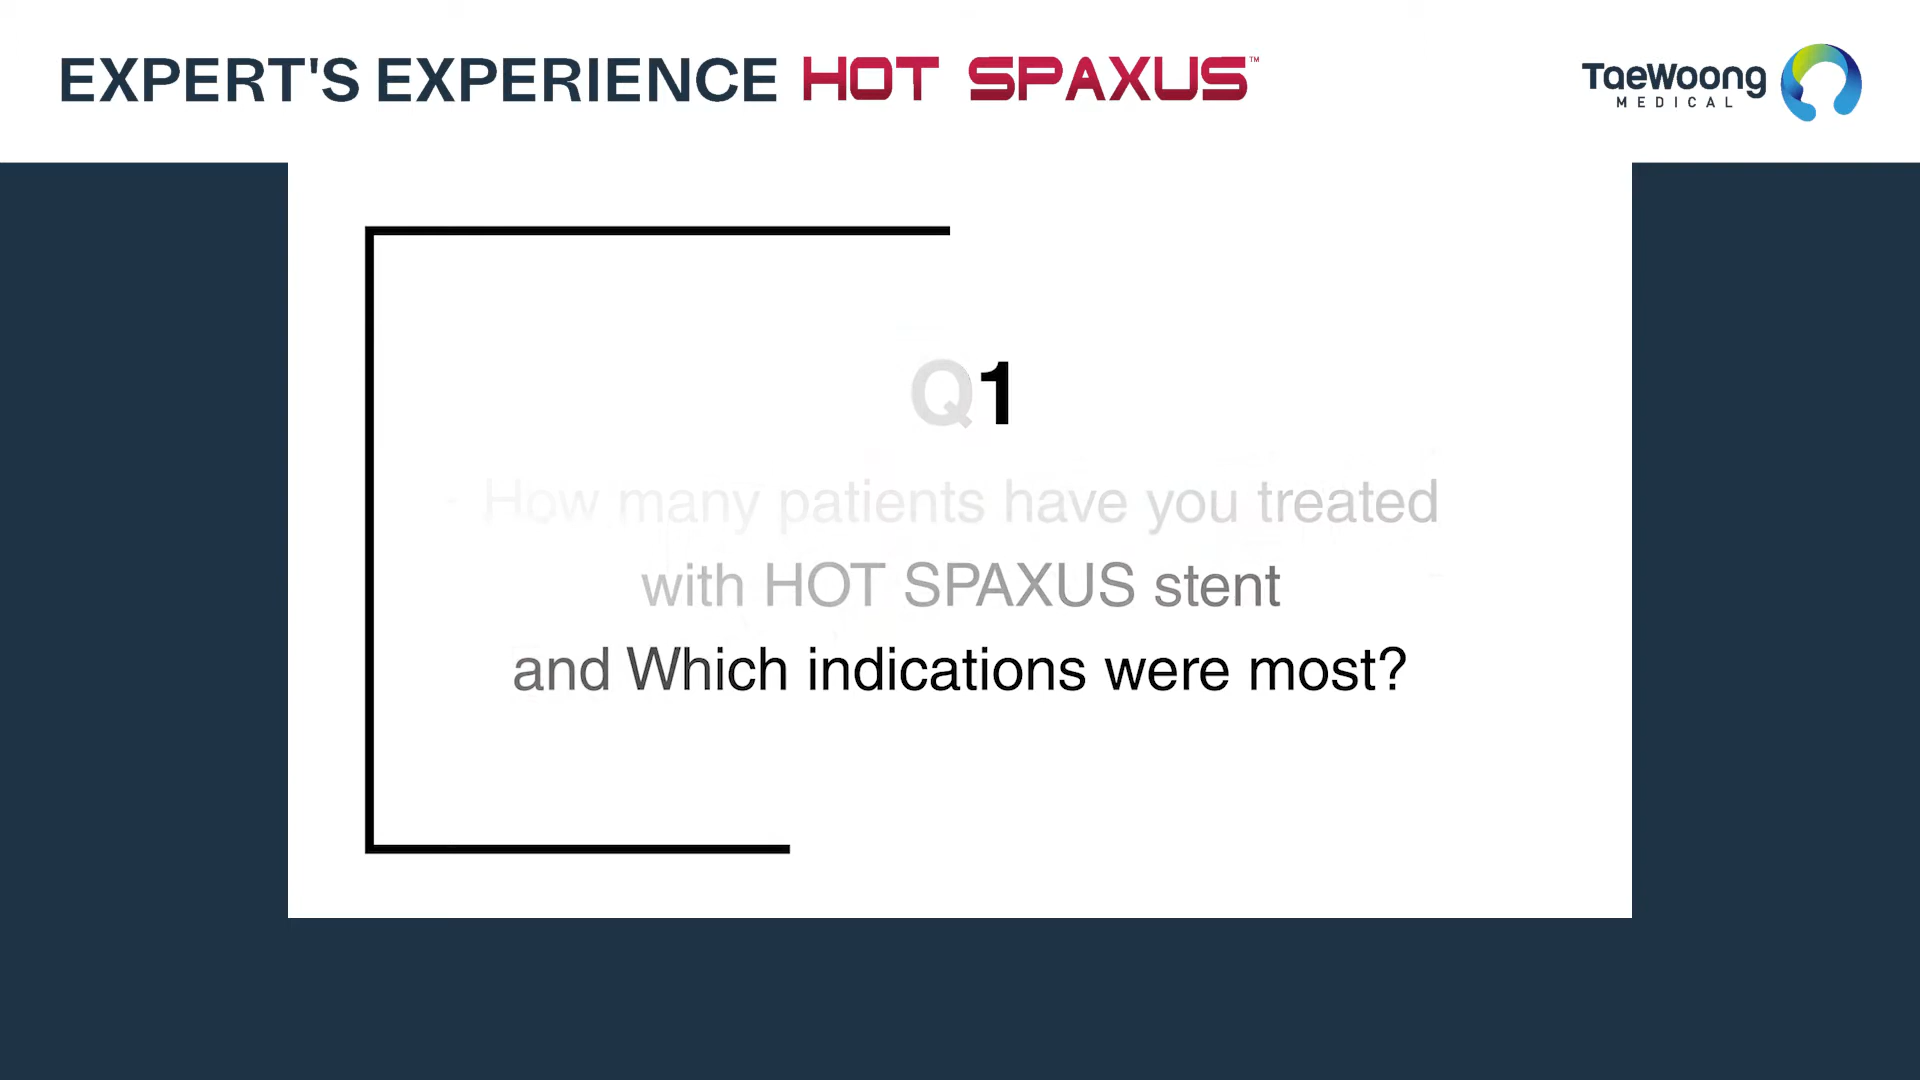 EXPERT'S EXPERIENCE HOT SPAXUS™
TaeWoong
MEDICAL
Q1
How many patients have you treated
with HOT SPAXUS stent
and Which indications were most?